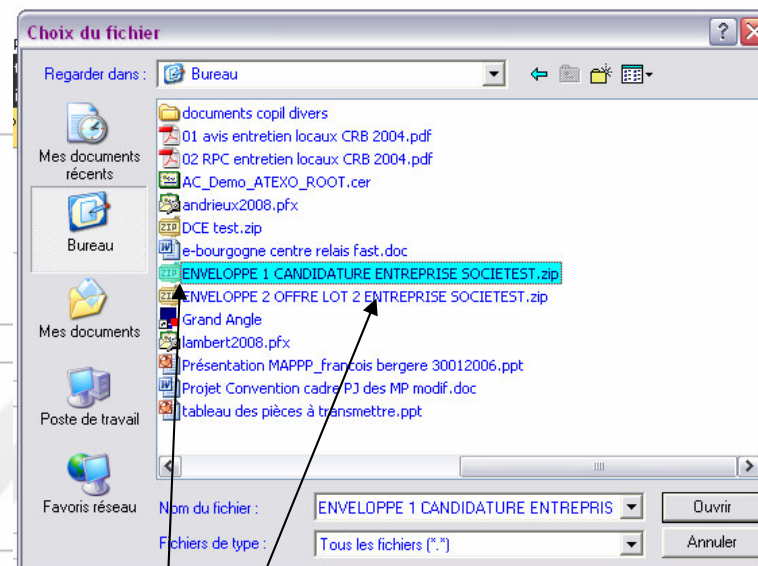 Choix du fichier
Regarder dans :
Bureau
Mes documents
récents
Bureau
Mes documents
Poste de travail
Favoris réseau
documents copil divers
01 avis entretien locaux CRB 2004.pdf
02 RPC entretien locaux CRB 2004.pdf
AC_Demo_ATEXO_ROOT.cer
andrieux2008.pfx
DCE test.zip
e-bourgogne centre relais fast.doc
ENVELOPPE 1 CANDIDATURE ENTREPRISE SOCIETEST.zip
ENVELOPPE 2 OFFRE LOT 2 ENTREPRISE SOCIETEST.zip
Grand Angle
lambert2008.pfx
Présentation MAPPP_francois bergere 30012006.ppt
Projet Convention cadre PJ des MP modif.doc
tableau des pièces à transmettre.ppt
Nom du fichier :
ENVELOPPE 1 CANDIDATURE ENTREPRIS
Ouvrir
Fichiers de type :
Tous les fichiers (*.*)
Annuler